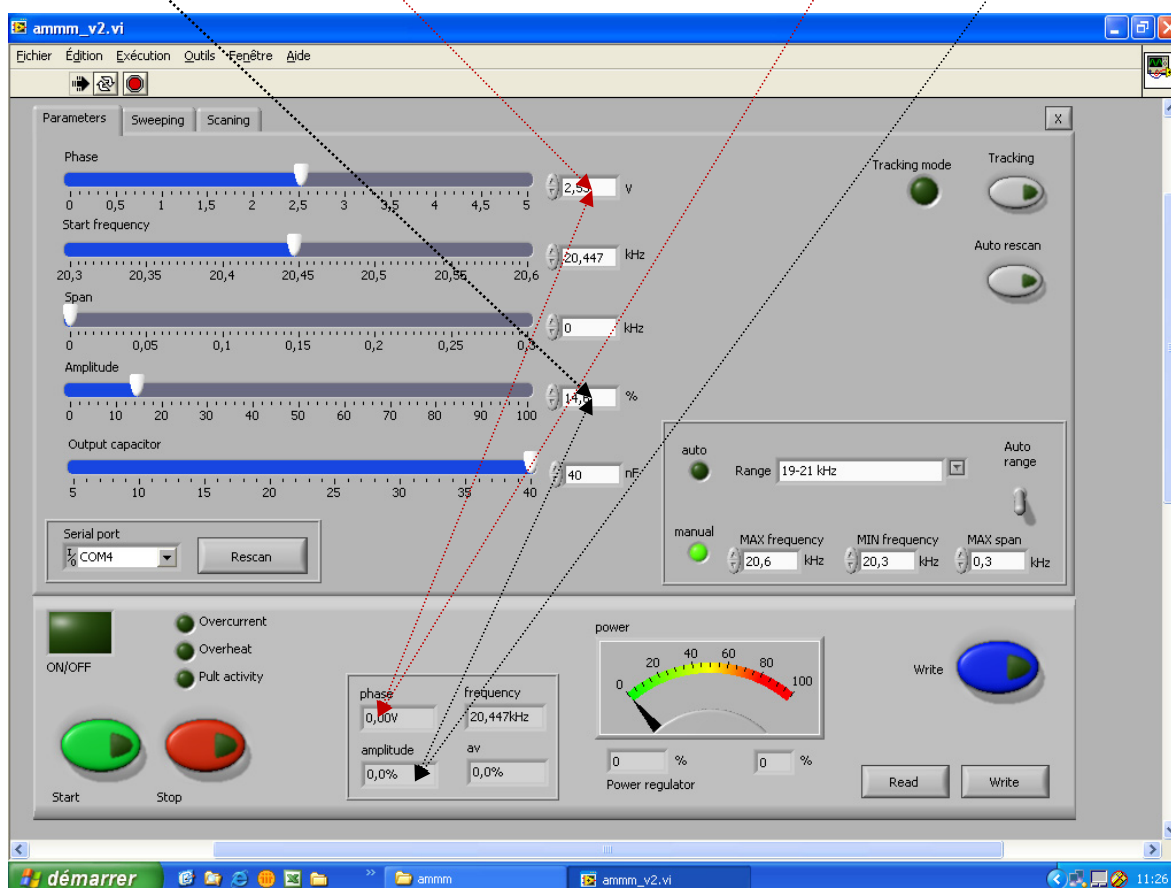 ammm_v2.vi
Fichier Édition Exécution Outils Fenêtre Aide
Parameters Sweeping Scaning X
Phase
0 0,5 1 1,5 2 2,5 3 3,5 4 4,5 5
V
Tracking mode
Tracking
Start frequency
20,3 20,35 20,4 20,45 20,5 20,55 20,6
20,447 kHz
Auto rescan
Span
0 0,05 0,1 0,15 0,2 0,25 0,3
0 kHz
Amplitude
0 10 20 30 40 50 60 70 80 90 100
%
Output capacitor
5 10 15 20 25 30 35 40
40 nF
auto
Range 19-21 kHz
Auto range
manual
MAX frequency MIN frequency MAX span
20,6 kHz 20,3 kHz 0,3 kHz
Serial port
COM4
Rescan
ON/OFF
Overcurrent
Overheat
Pult activity
Start
Stop
phase frequency
0,00V 20,447kHz
amplitude av
0,0% 0,0%
power
0 20 40 60 80 100
0 % 0 %
Power regulator
Write
Read Write
démarrer
ammm
ammm_v2.vi
11:26